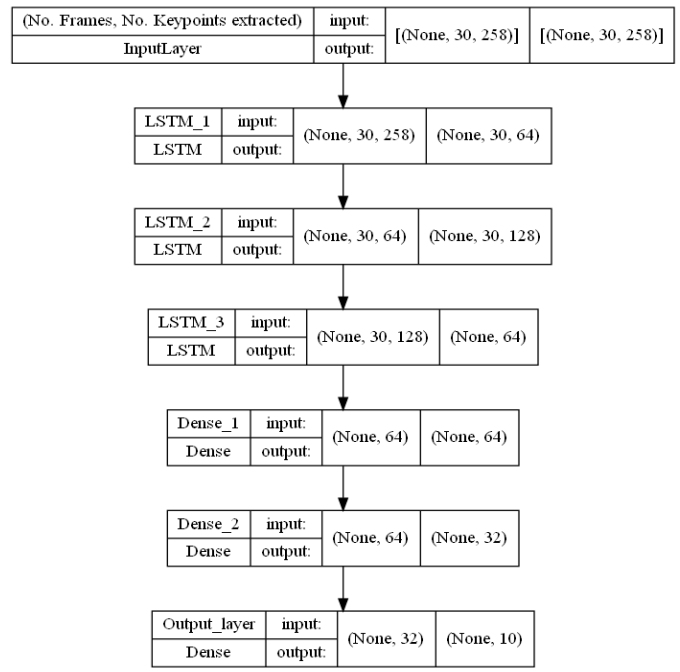 (No. Frames, No. Keypoints extracted) input: [(None, 30, 258)] [(None, 30, 258)]
InputLayer output:
LSTM_1 input: (None, 30, 258) (None, 30, 64)
LSTM output:
LSTM_2 input: (None, 30, 64) (None, 30, 128)
LSTM output:
LSTM_3 input: (None, 30, 128) (None, 64)
LSTM output:
Dense_1 input: (None, 64) (None, 64)
Dense output:
Dense_2 input: (None, 64) (None, 32)
Dense output:
Output_layer input: (None, 32) (None, 10)
Dense output: